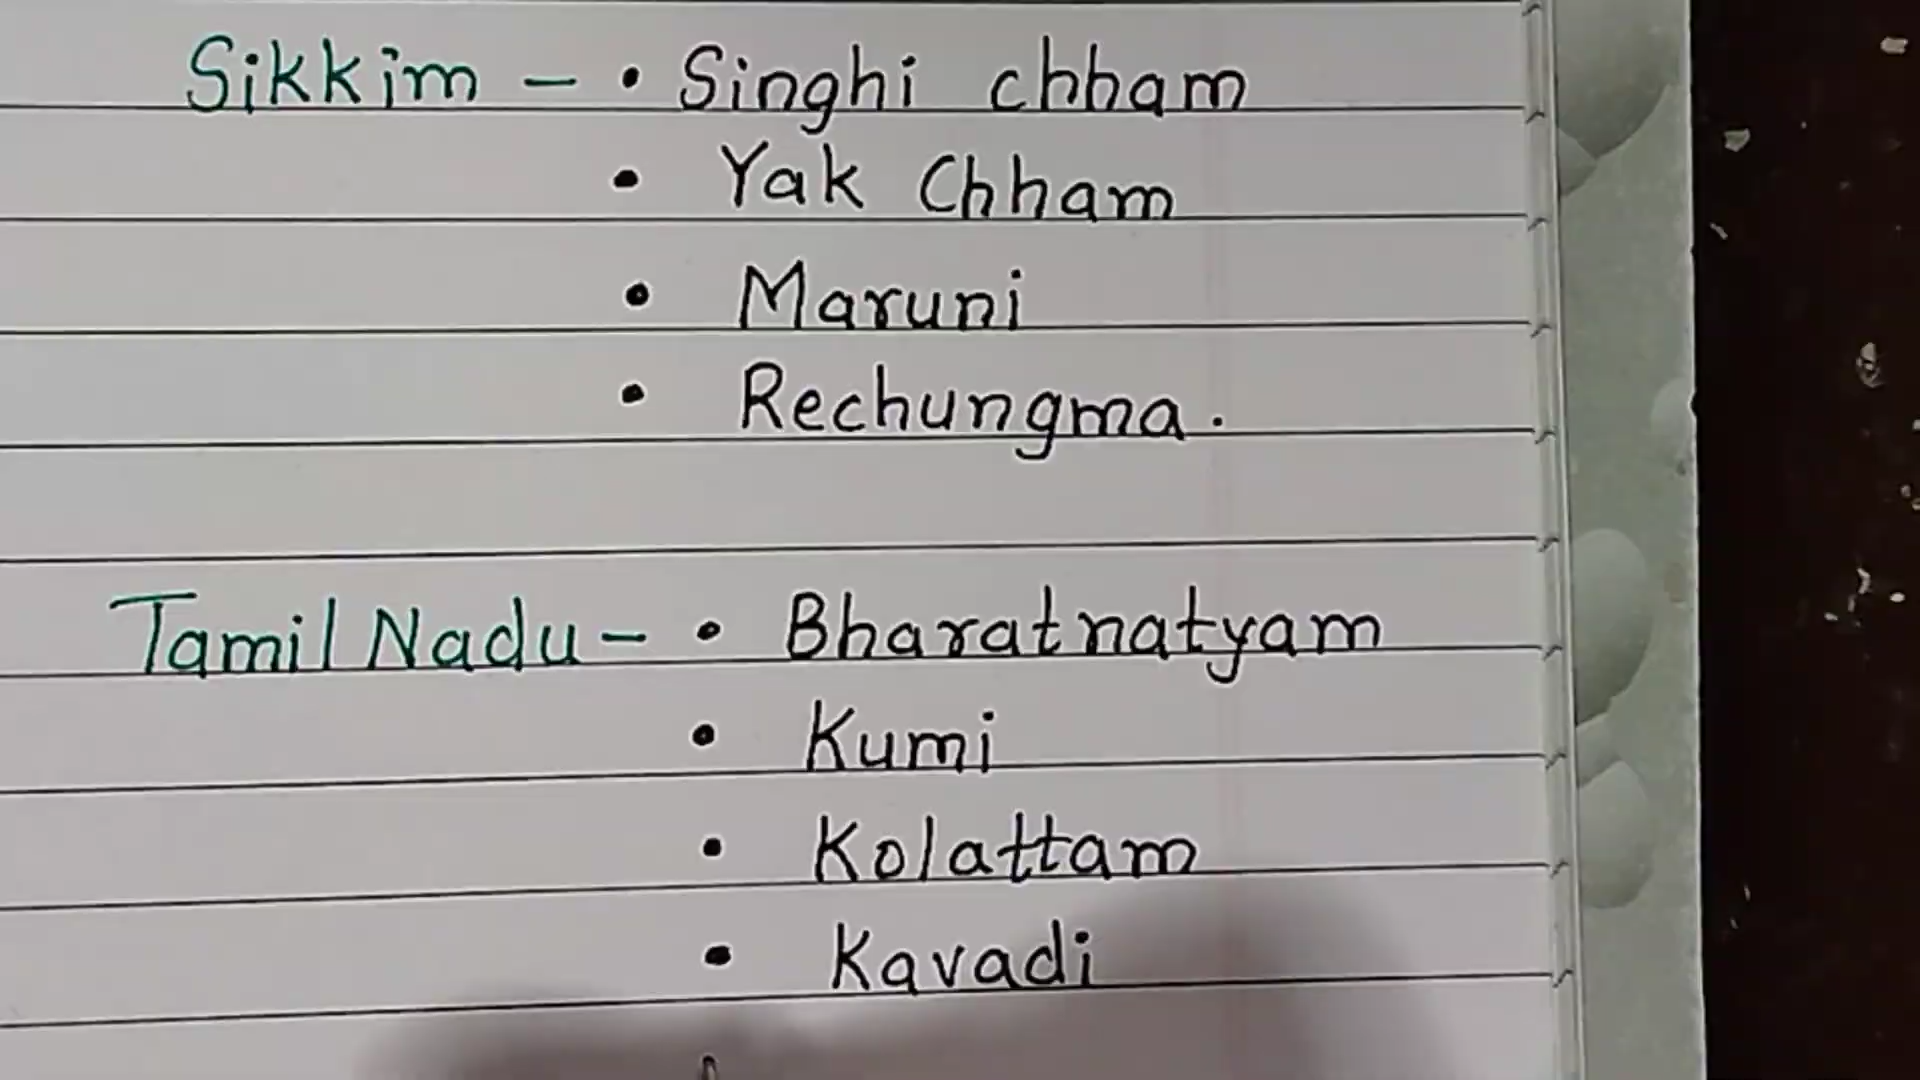 Sikkim - • Singhi chham
• Yak Chham
• Maruni
• Rechungma.
Tamil Nadu - • Bharatnatyam
• Kumi
• Kolattam
• Kavadi